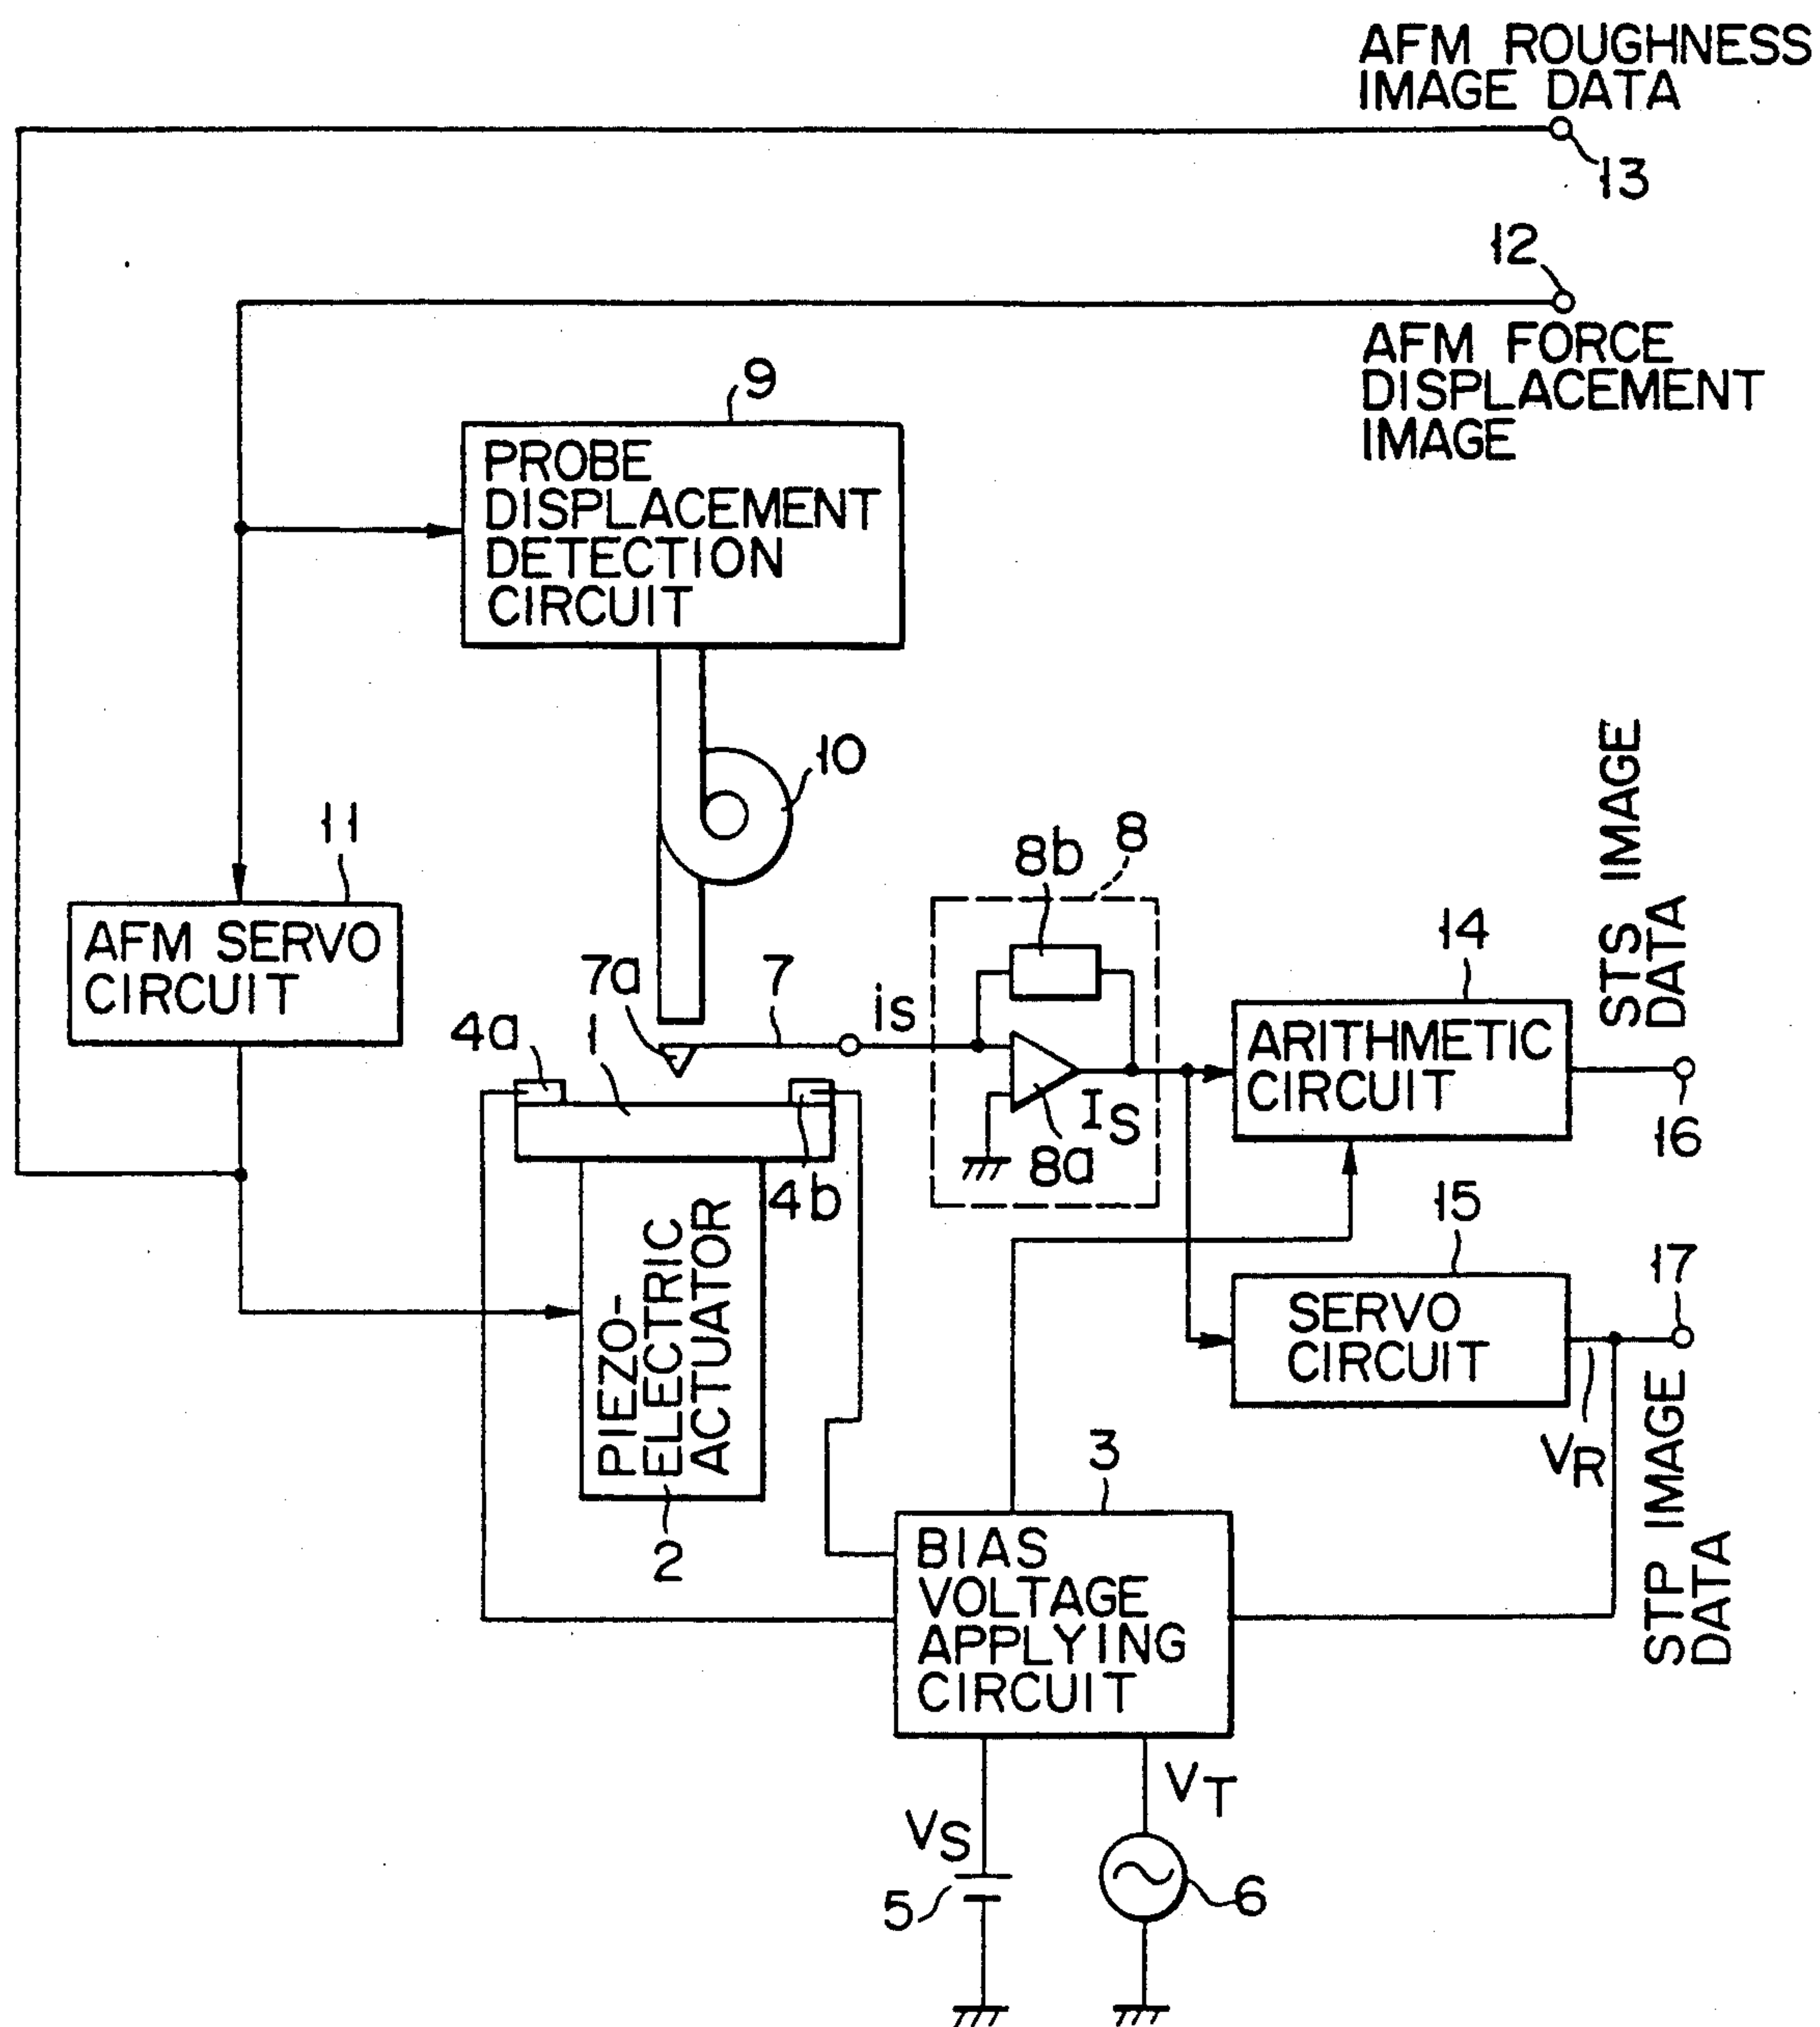 AFM ROUGHNESS
IMAGE DATA
13
12
AFM FORCE
DISPLACEMENT
IMAGE
9
PROBE
DISPLACEMENT
DETECTION
CIRCUIT
10
11
AFM SERVO
CIRCUIT
8
8b
7a
7
is
4a
1
14
STS IMAGE
DATA
ARITHMETIC
CIRCUIT
Is
8a
16
4b
15
17
PIEZO-
ELECTRIC
ACTUATOR
SERVO
CIRCUIT
VR
STP IMAGE
DATA
2
3
BIAS
VOLTAGE
APPLYING
CIRCUIT
VS
VT
5
6